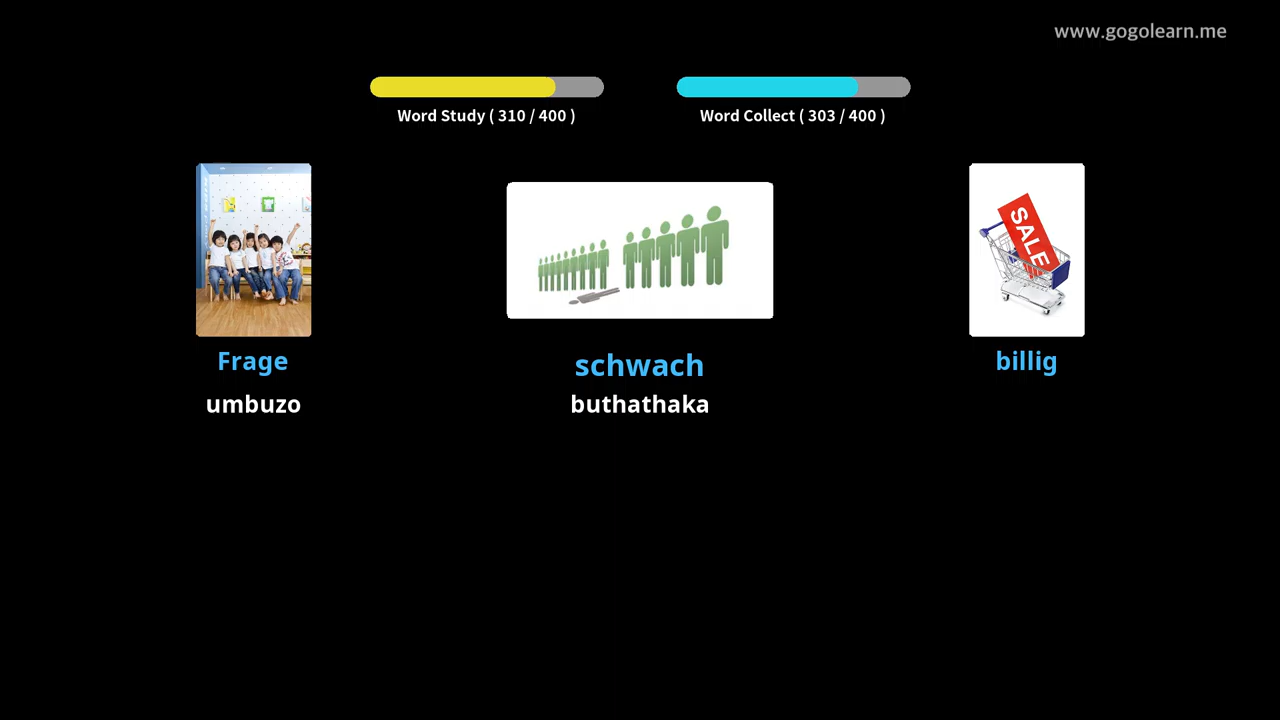 www.gogolearn.me
Word Study ( 310 / 400 )
Word Collect ( 303 / 400 )
SALE
Frage
schwach
billig
umbuzo
buthathaka